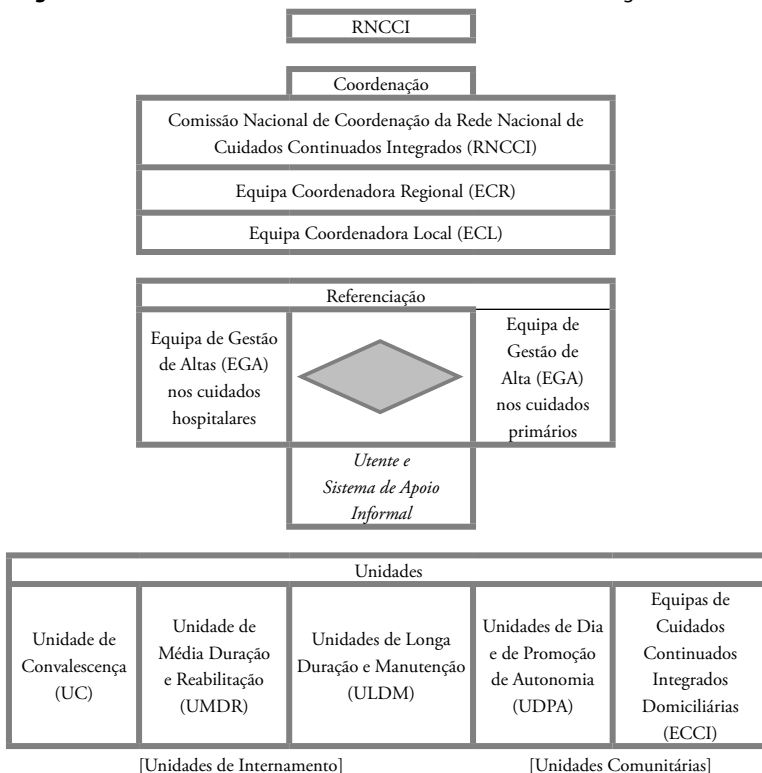 RNCCI
Coordenação
Comissão Nacional de Coordenação da Rede Nacional de
Cuidados Continuados Integrados (RNCCI)
Equipa Coordenadora Regional (ECR)
Equipa Coordenadora Local (ECL)
Referenciação
Equipa de Gestão
de Altas (EGA)
nos cuidados
hospitalares
Equipa de
Gestão de
Alta (EGA)
nos cuidados
primários
Utente e
Sistema de Apoio
Informal
Unidades
Unidade de
Convalescença
(UC)
Unidade de
Média Duração
e Reabilitação
(UMDR)
Unidades de Longa
Duração e Manutenção
(ULDM)
Unidades de Dia
e de Promoção
de Autonomia
(UDPA)
Equipas de
Cuidados
Continuados
Integrados
Domiciliárias
(ECCI)
[Unidades de Internamento]
[Unidades Comunitárias]